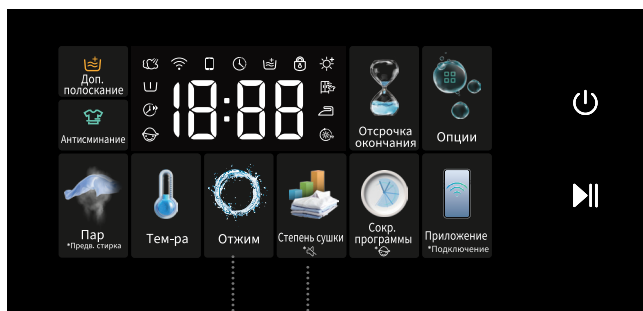 Доп.
полоскание
Антисминание
18:88
Отсрочка
окончания
Опции
Пар
*Предв. стирка
Тем-ра
Отжим
Степень сушки
*
Сокр.
программы
*
Приложение
*Подключение